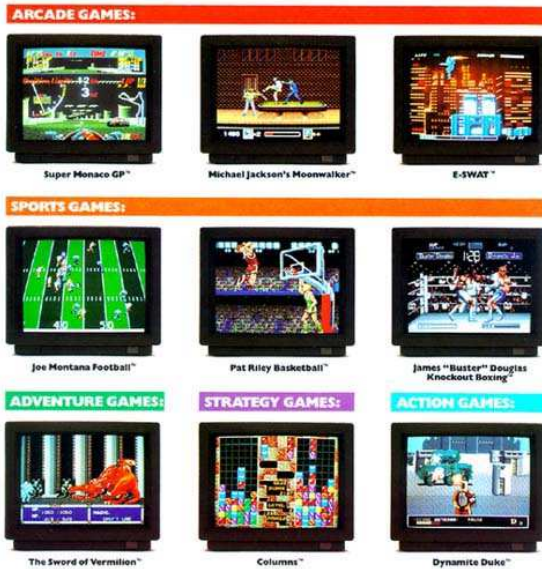 ARCADE GAMES:
Super Monaco GP™
Michael Jackson's Moonwalker™
E-SWAT™
SPORTS GAMES:
Joe Montana Football™
Pat Riley Basketball™
James "Buster" Douglas
Knockout Boxing™
ADVENTURE GAMES:
STRATEGY GAMES:
ACTION GAMES:
The Sword of Vermilion™
Columns™
Dynamite Duke™